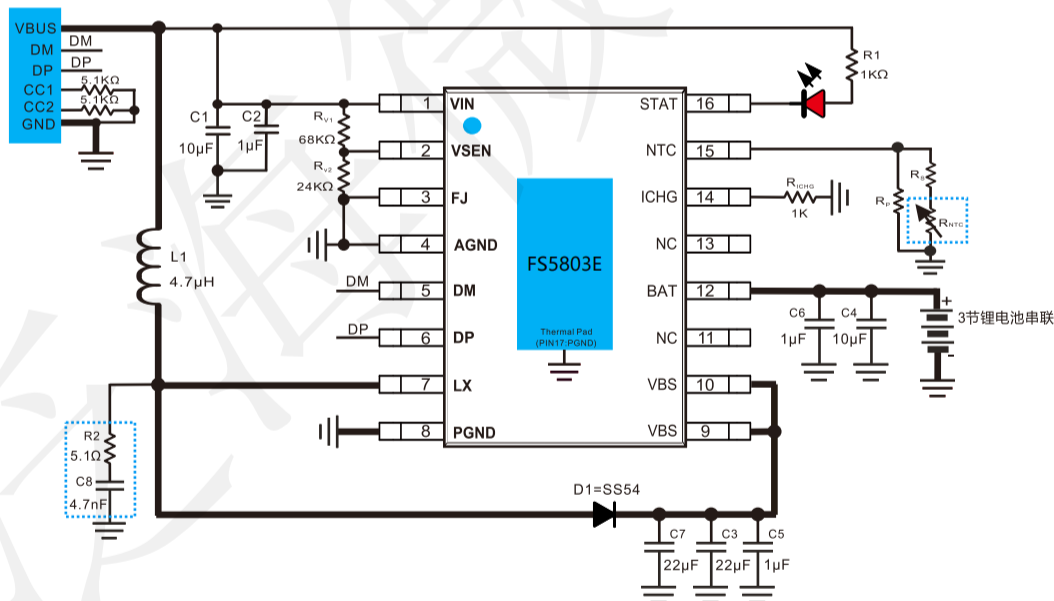 VBUS
DM
DM
DP
DP
CC1
5.1KΩ
CC2
5.1KΩ
GND
C1
10μF
C2
1μF
RV1
68KΩ
RV2
24KΩ
L1
4.7μH
R2
5.1Ω
C8
4.7nF
DM
DP
1
VIN
2
VSEN
3
FJ
4
AGND
5
DM
6
DP
7
LX
8
PGND
FS5803E
Thermal Pad
(PIN17:PGND)
STAT
16
NTC
15
ICHG
14
NC
13
BAT
12
NC
11
VBS
10
VBS
9
R1
1KΩ
RICHG
1K
RP
RS
RNTC
C6
1μF
C4
10μF
+
3节锂电池串联
-
D1=SS54
C7
22μF
C3
22μF
C5
1μF